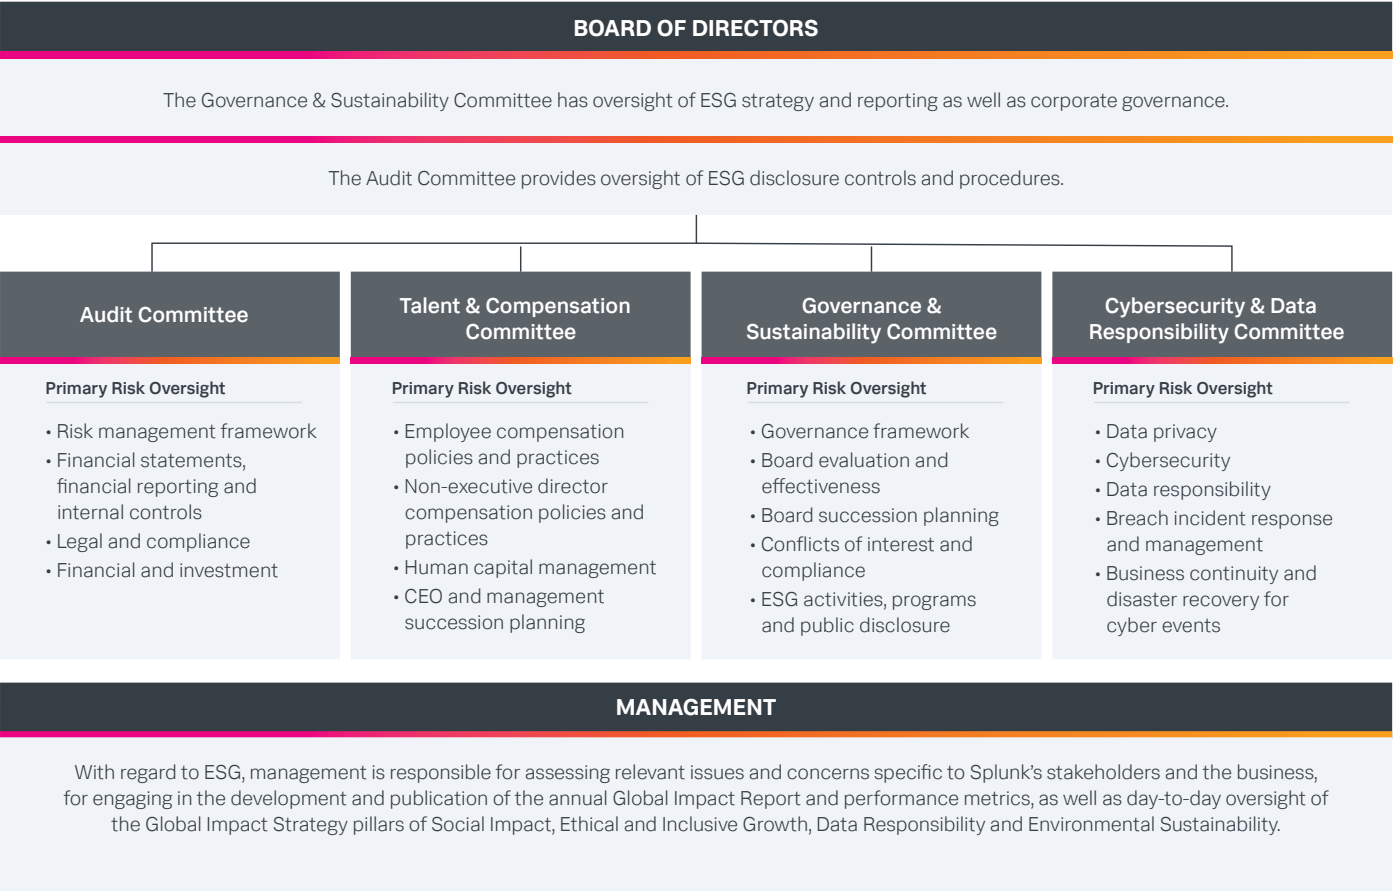 BOARD OF DIRECTORS
The Governance & Sustainability Committee has oversight of ESG strategy and reporting as well as corporate governance.
The Audit Committee provides oversight of ESG disclosure controls and procedures.
Audit Committee
Primary Risk Oversight
• Risk management framework
• Financial statements,
financial reporting and
internal controls
• Legal and compliance
• Financial and investment
Talent & Compensation
Committee
Primary Risk Oversight
• Employee compensation
policies and practices
• Non-executive director
compensation policies and
practices
• Human capital management
• CEO and management
succession planning
Governance &
Sustainability Committee
Primary Risk Oversight
• Governance framework
• Board evaluation and
effectiveness
• Board succession planning
• Conflicts of interest and
compliance
• ESG activities, programs
and public disclosure
Cybersecurity & Data
Responsibility Committee
Primary Risk Oversight
• Data privacy
• Cybersecurity
• Data responsibility
• Breach incident response
and management
• Business continuity and
disaster recovery for
cyber events
MANAGEMENT
With regard to ESG, management is responsible for assessing relevant issues and concerns specific to Splunk’s stakeholders and the business,
for engaging in the development and publication of the annual Global Impact Report and performance metrics, as well as day-to-day oversight of
the Global Impact Strategy pillars of Social Impact, Ethical and Inclusive Growth, Data Responsibility and Environmental Sustainability.